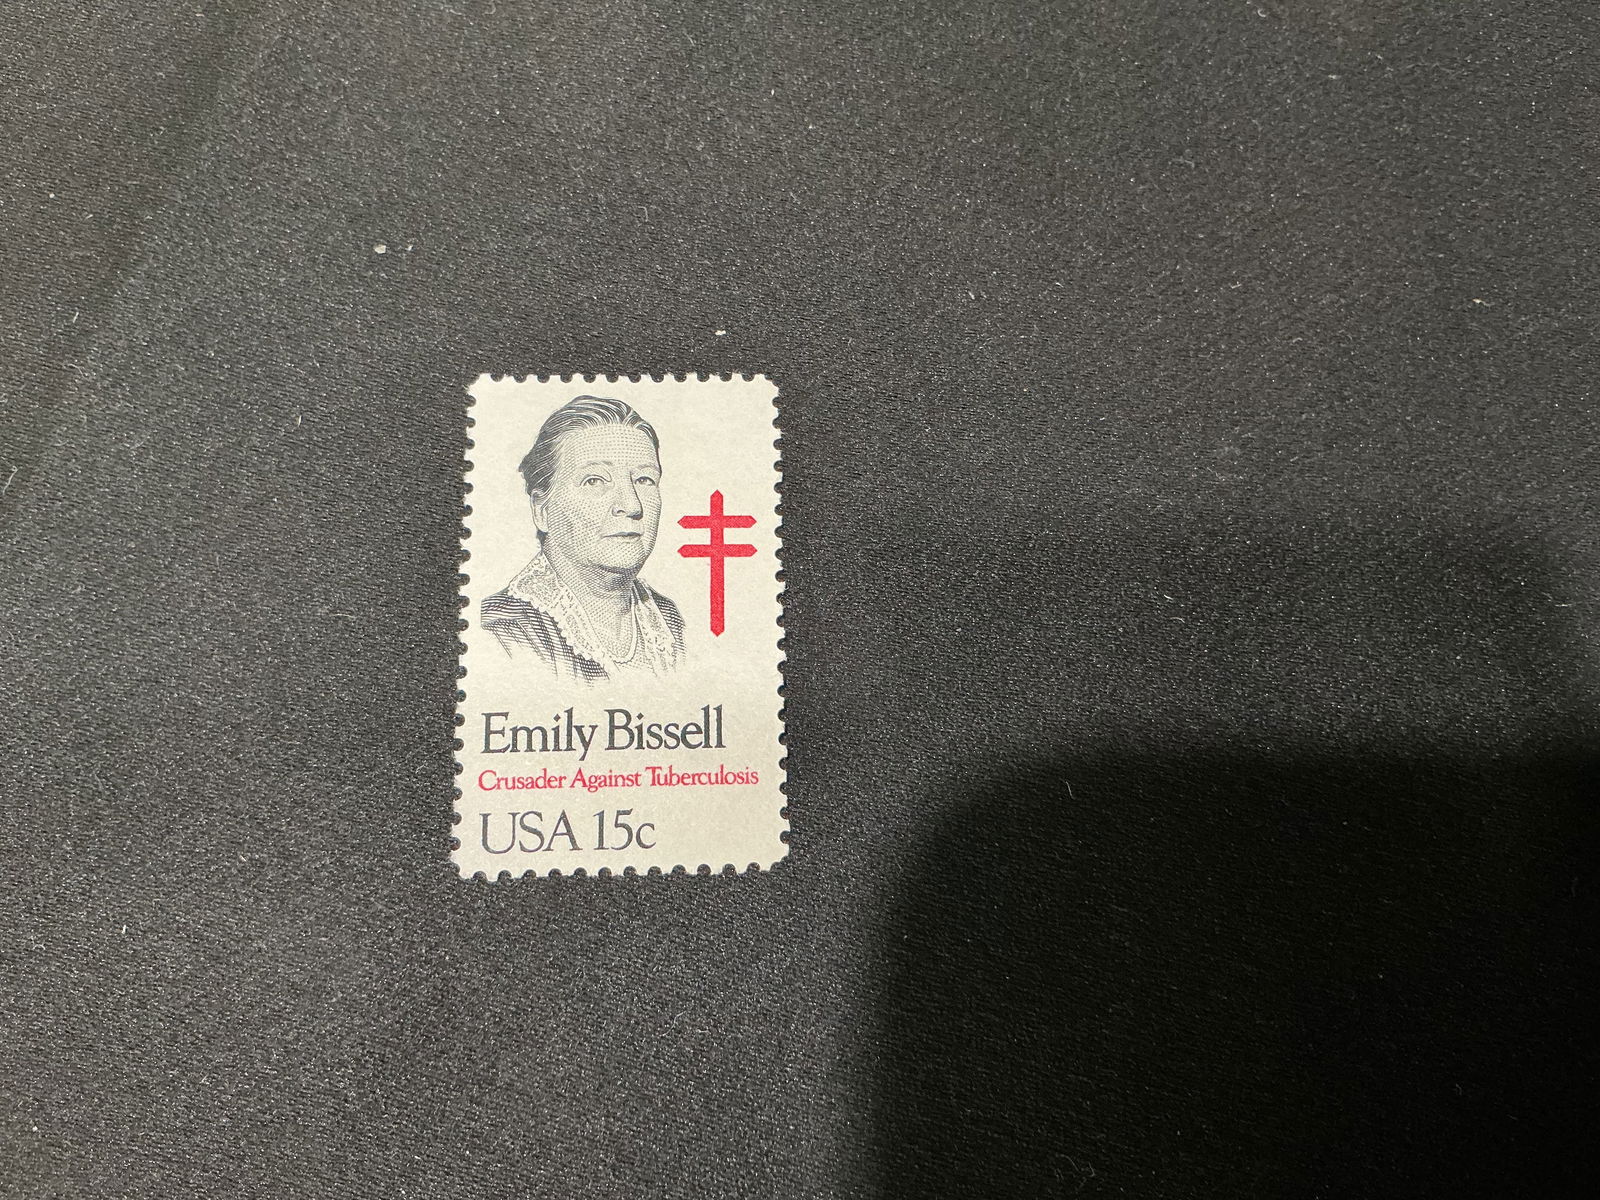 Emily Bissell
Crusader Against Tuberculosis
USA 15c